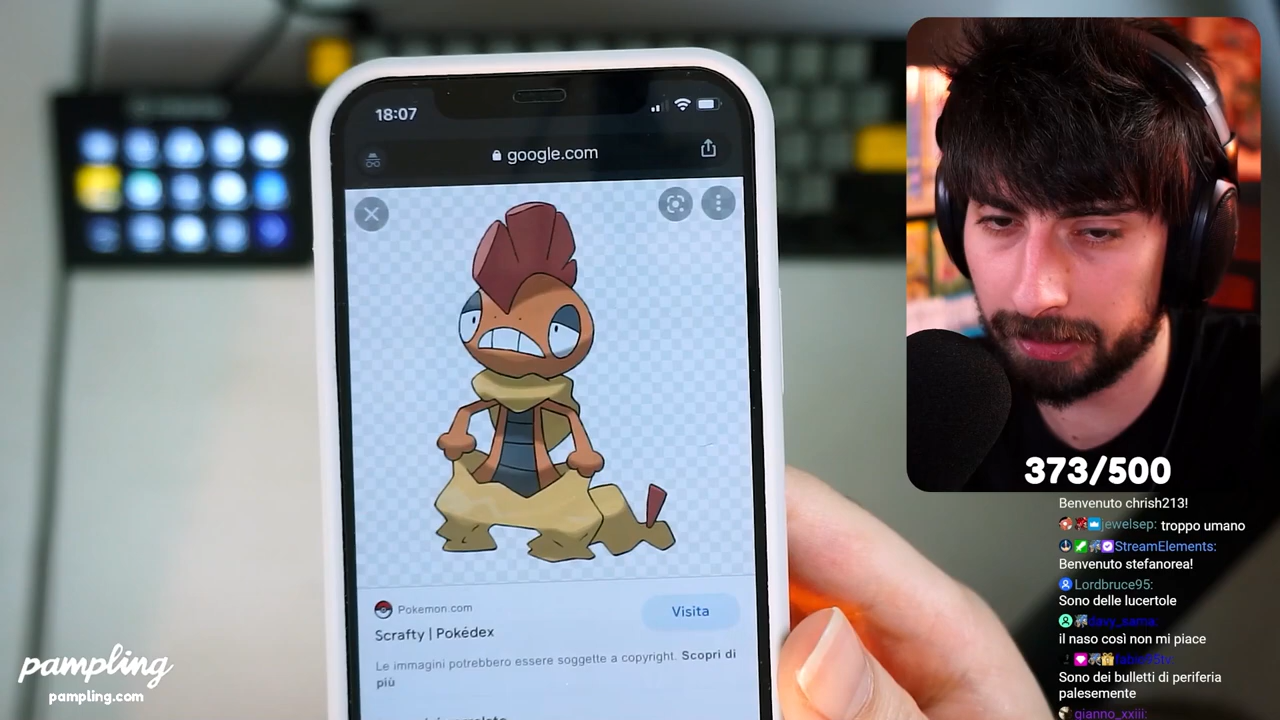 18:07
google.com
Pokemon.com
Visita
Scrafty | Pokédex
Le immagini potrebbero essere soggette a copyright. Scopri di
più
pampling
pampling.com
373/500
Benvenuto chrish213!
jewelsep: troppo umano
StreamElements:
Benvenuto stefanorea!
Lordbruce95:
Sono delle lucertole
davy_sama:
il naso così non mi piace
Sono dei bulletti di periferia
palesemente
gianno_xxiii: